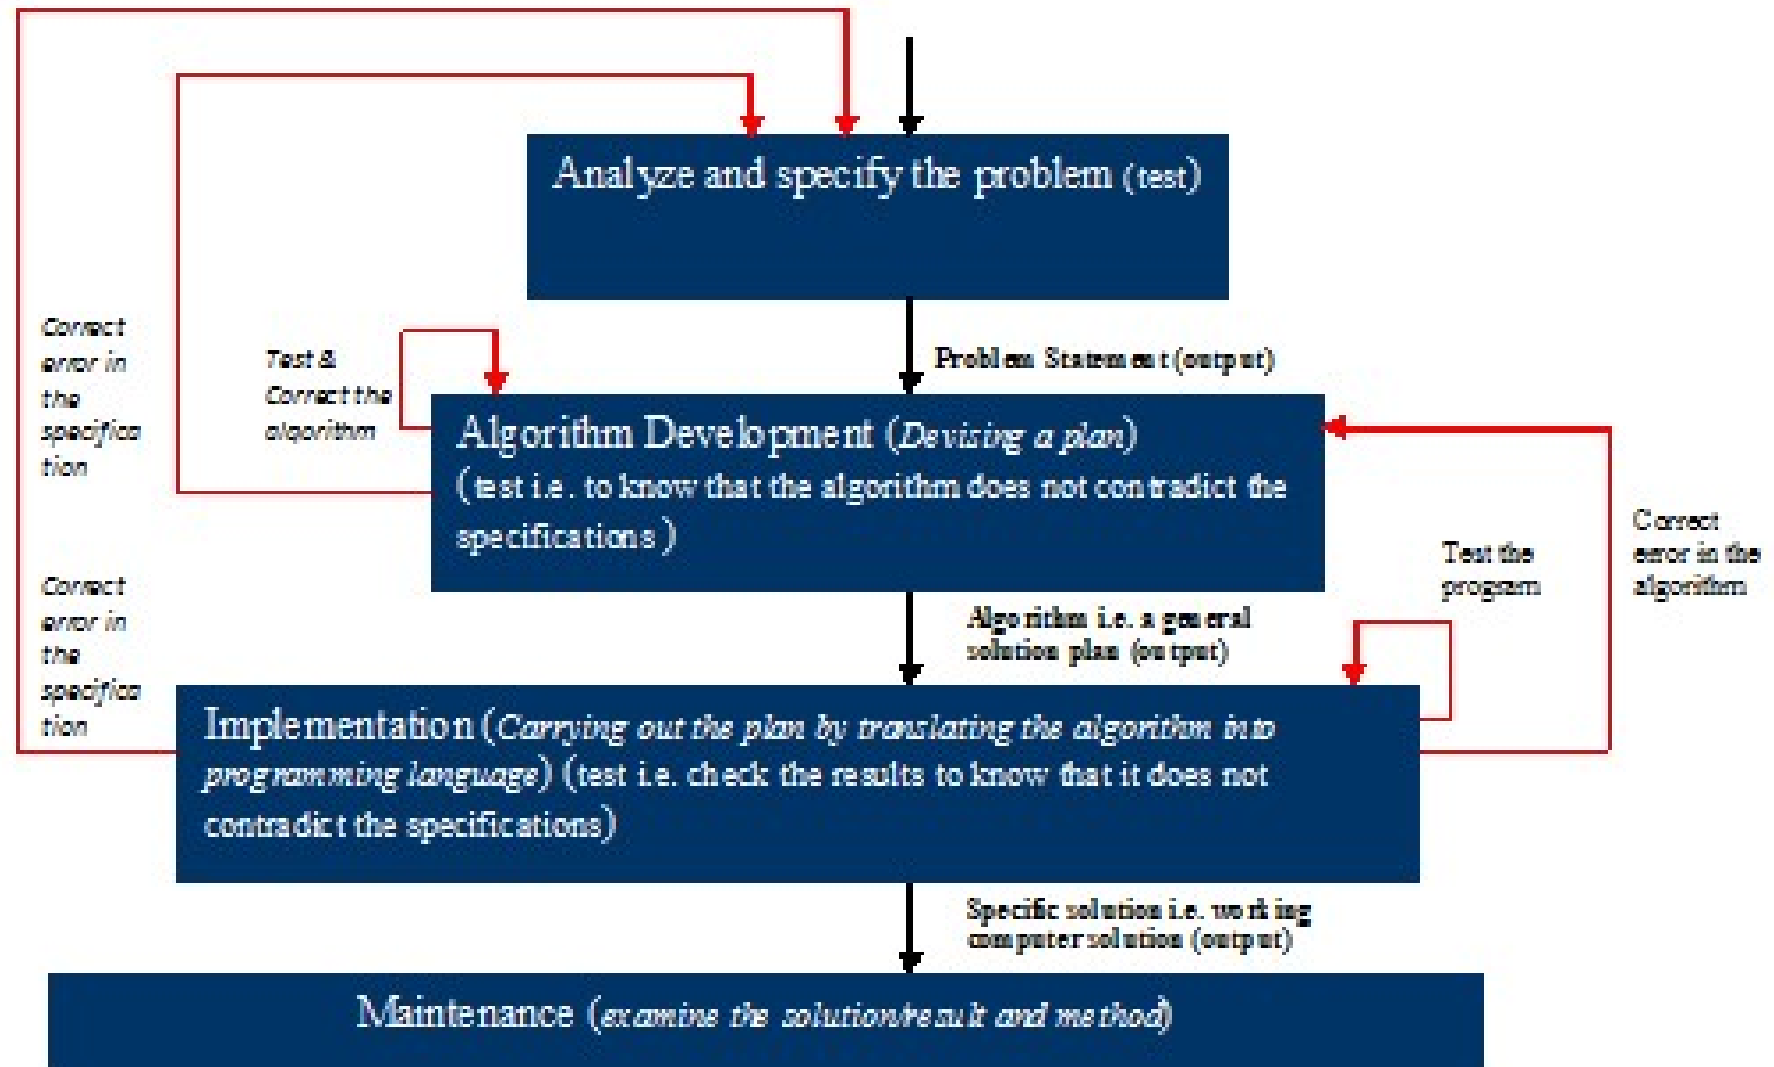 Analyze and specify the problem (test)
Correct
error in
the
specifica
tion
Test &
Correct the
algorithm
Problem Statement (output)
Algorithm Development (Devising a plan)
(test i.e. to know that the algorithm does not contradict the
specifications)
Correct
error in the
algorithm
Test the
program
Correct
error in
the
specifica
tion
Algorithm i.e. a general
solution plan (output)
Implementation (Carrying out the plan by translating the algorithm into
programming language) (test i.e. check the results to know that it does not
contradict the specifications)
Specific solution i.e. working
computer solution (output)
Maintenance (examine the solution/result and method)